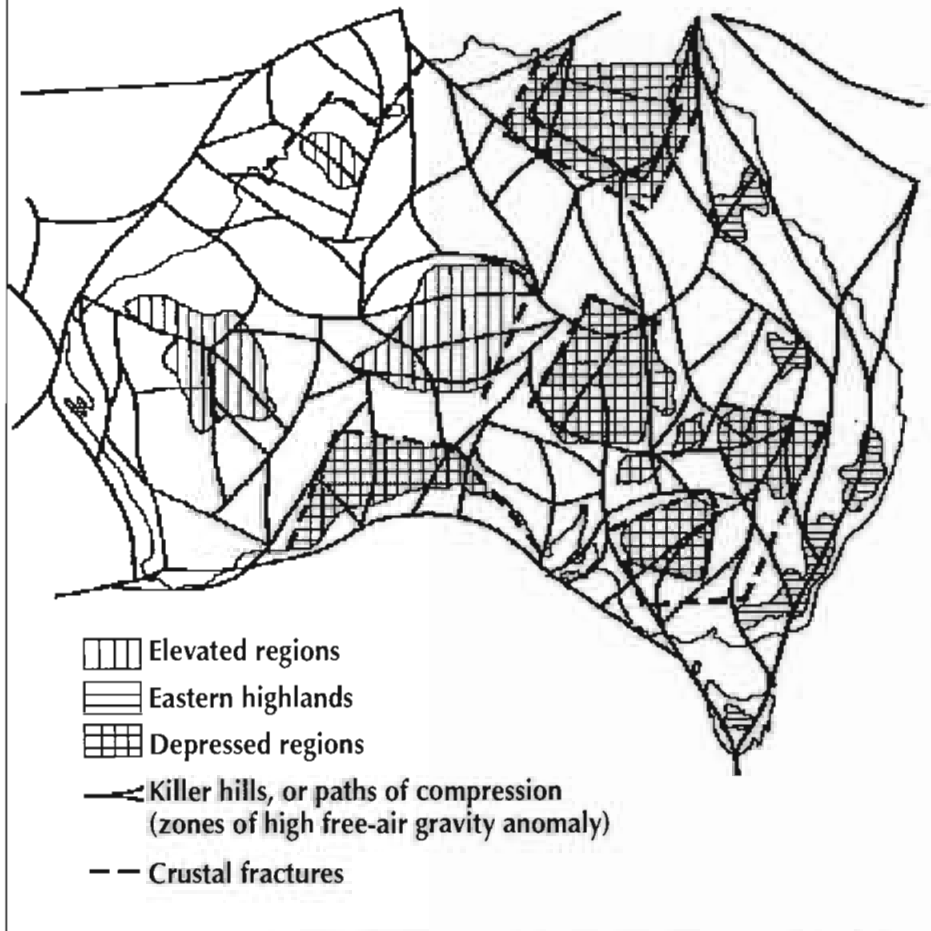 Elevated regions
Eastern highlands
Depressed regions
Killer hills, or paths of compression
(zones of high free-air gravity anomaly)
Crustal fractures